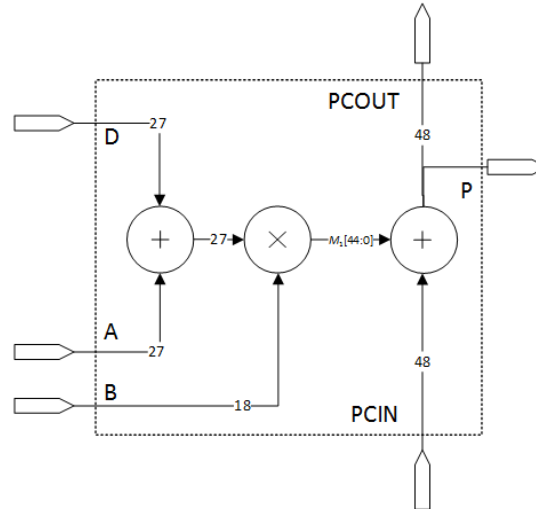 PCOUT
27
D
48
P
+
27
×
M₁[44:0]
+
A
27
48
B
18
PCIN